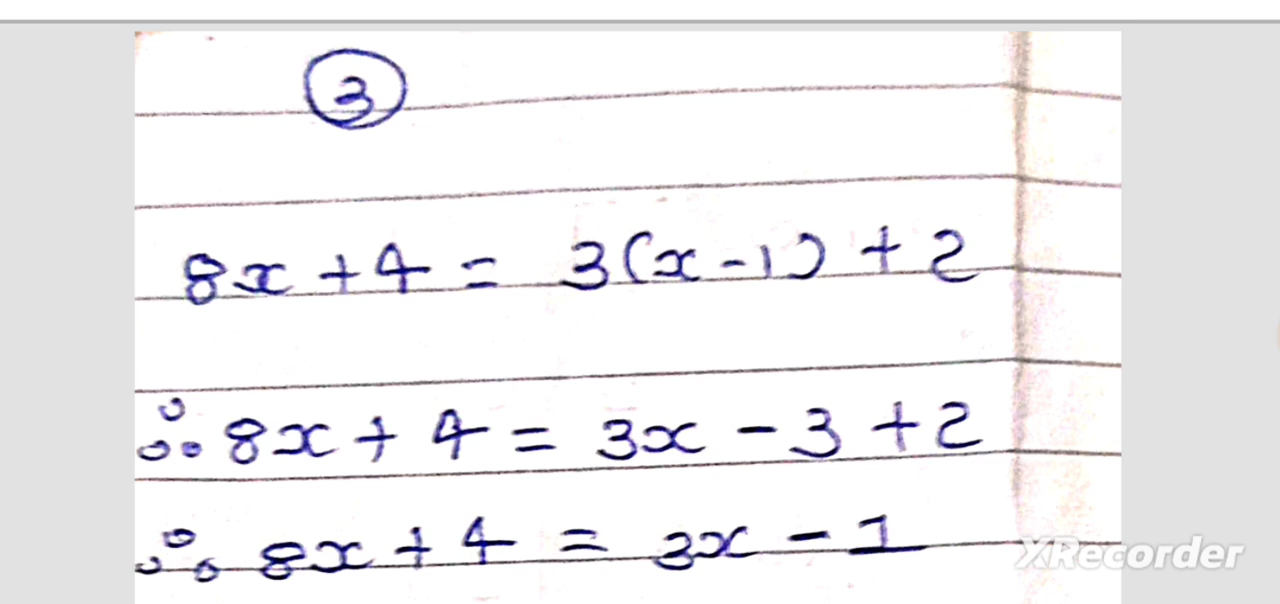 3
8x + 4 = 3(x - 1) + 2
∴ 8x + 4 = 3x - 3 + 2
∴ 8x + 4 = 3x - 1
XRecorder